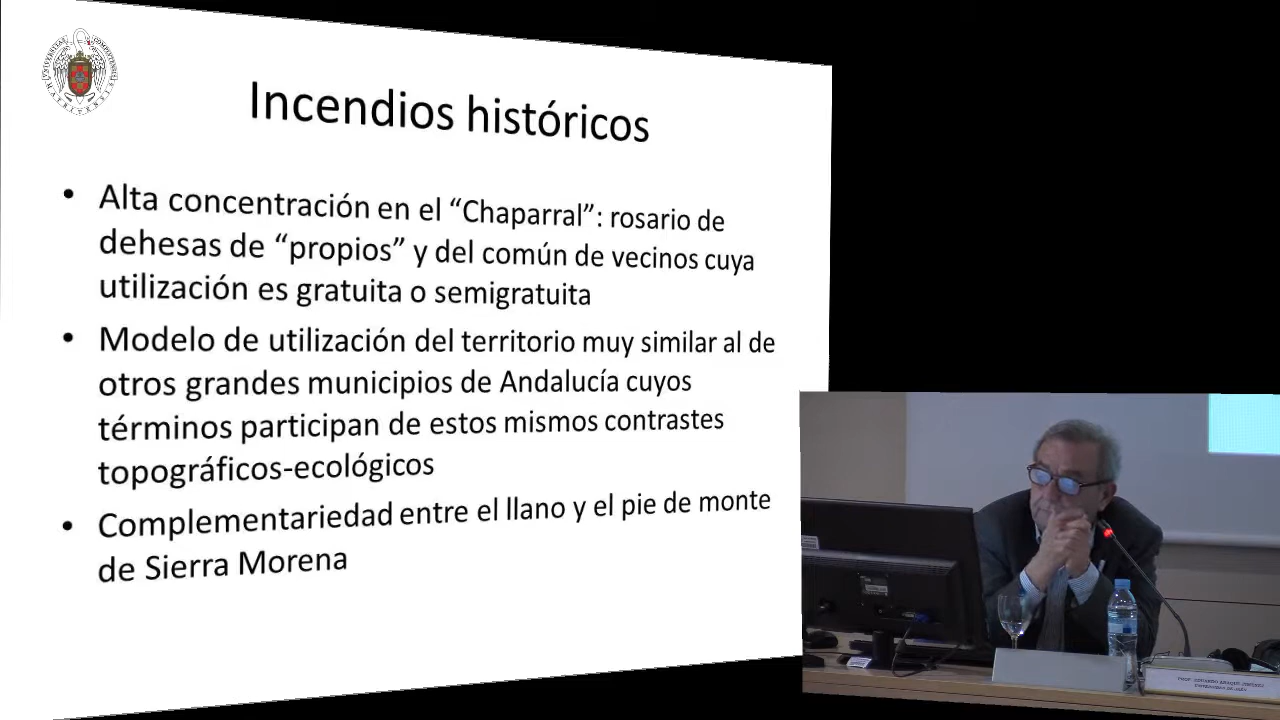 Incendios históricos
• Alta concentración en el “Chaparral”: rosario de
dehesas de “propios” y del común de vecinos cuya
utilización es gratuita o semigratuita
• Modelo de utilización del territorio muy similar al de
otros grandes municipios de Andalucía cuyos
términos participan de estos mismos contrastes
topográficos-ecológicos
• Complementariedad entre el llano y el pie de monte
de Sierra Morena